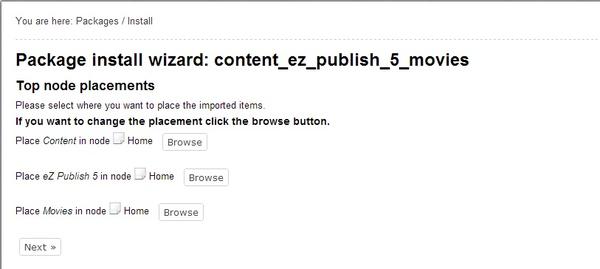 You are here: Packages / Install
Package install wizard: content_ez_publish_5_movies
Top node placements
Please select where you want to place the imported items.
If you want to change the placement click the browse button.
Place Content in node Home Browse
Place eZ Publish 5 in node Home Browse
Place Movies in node Home Browse
Next »